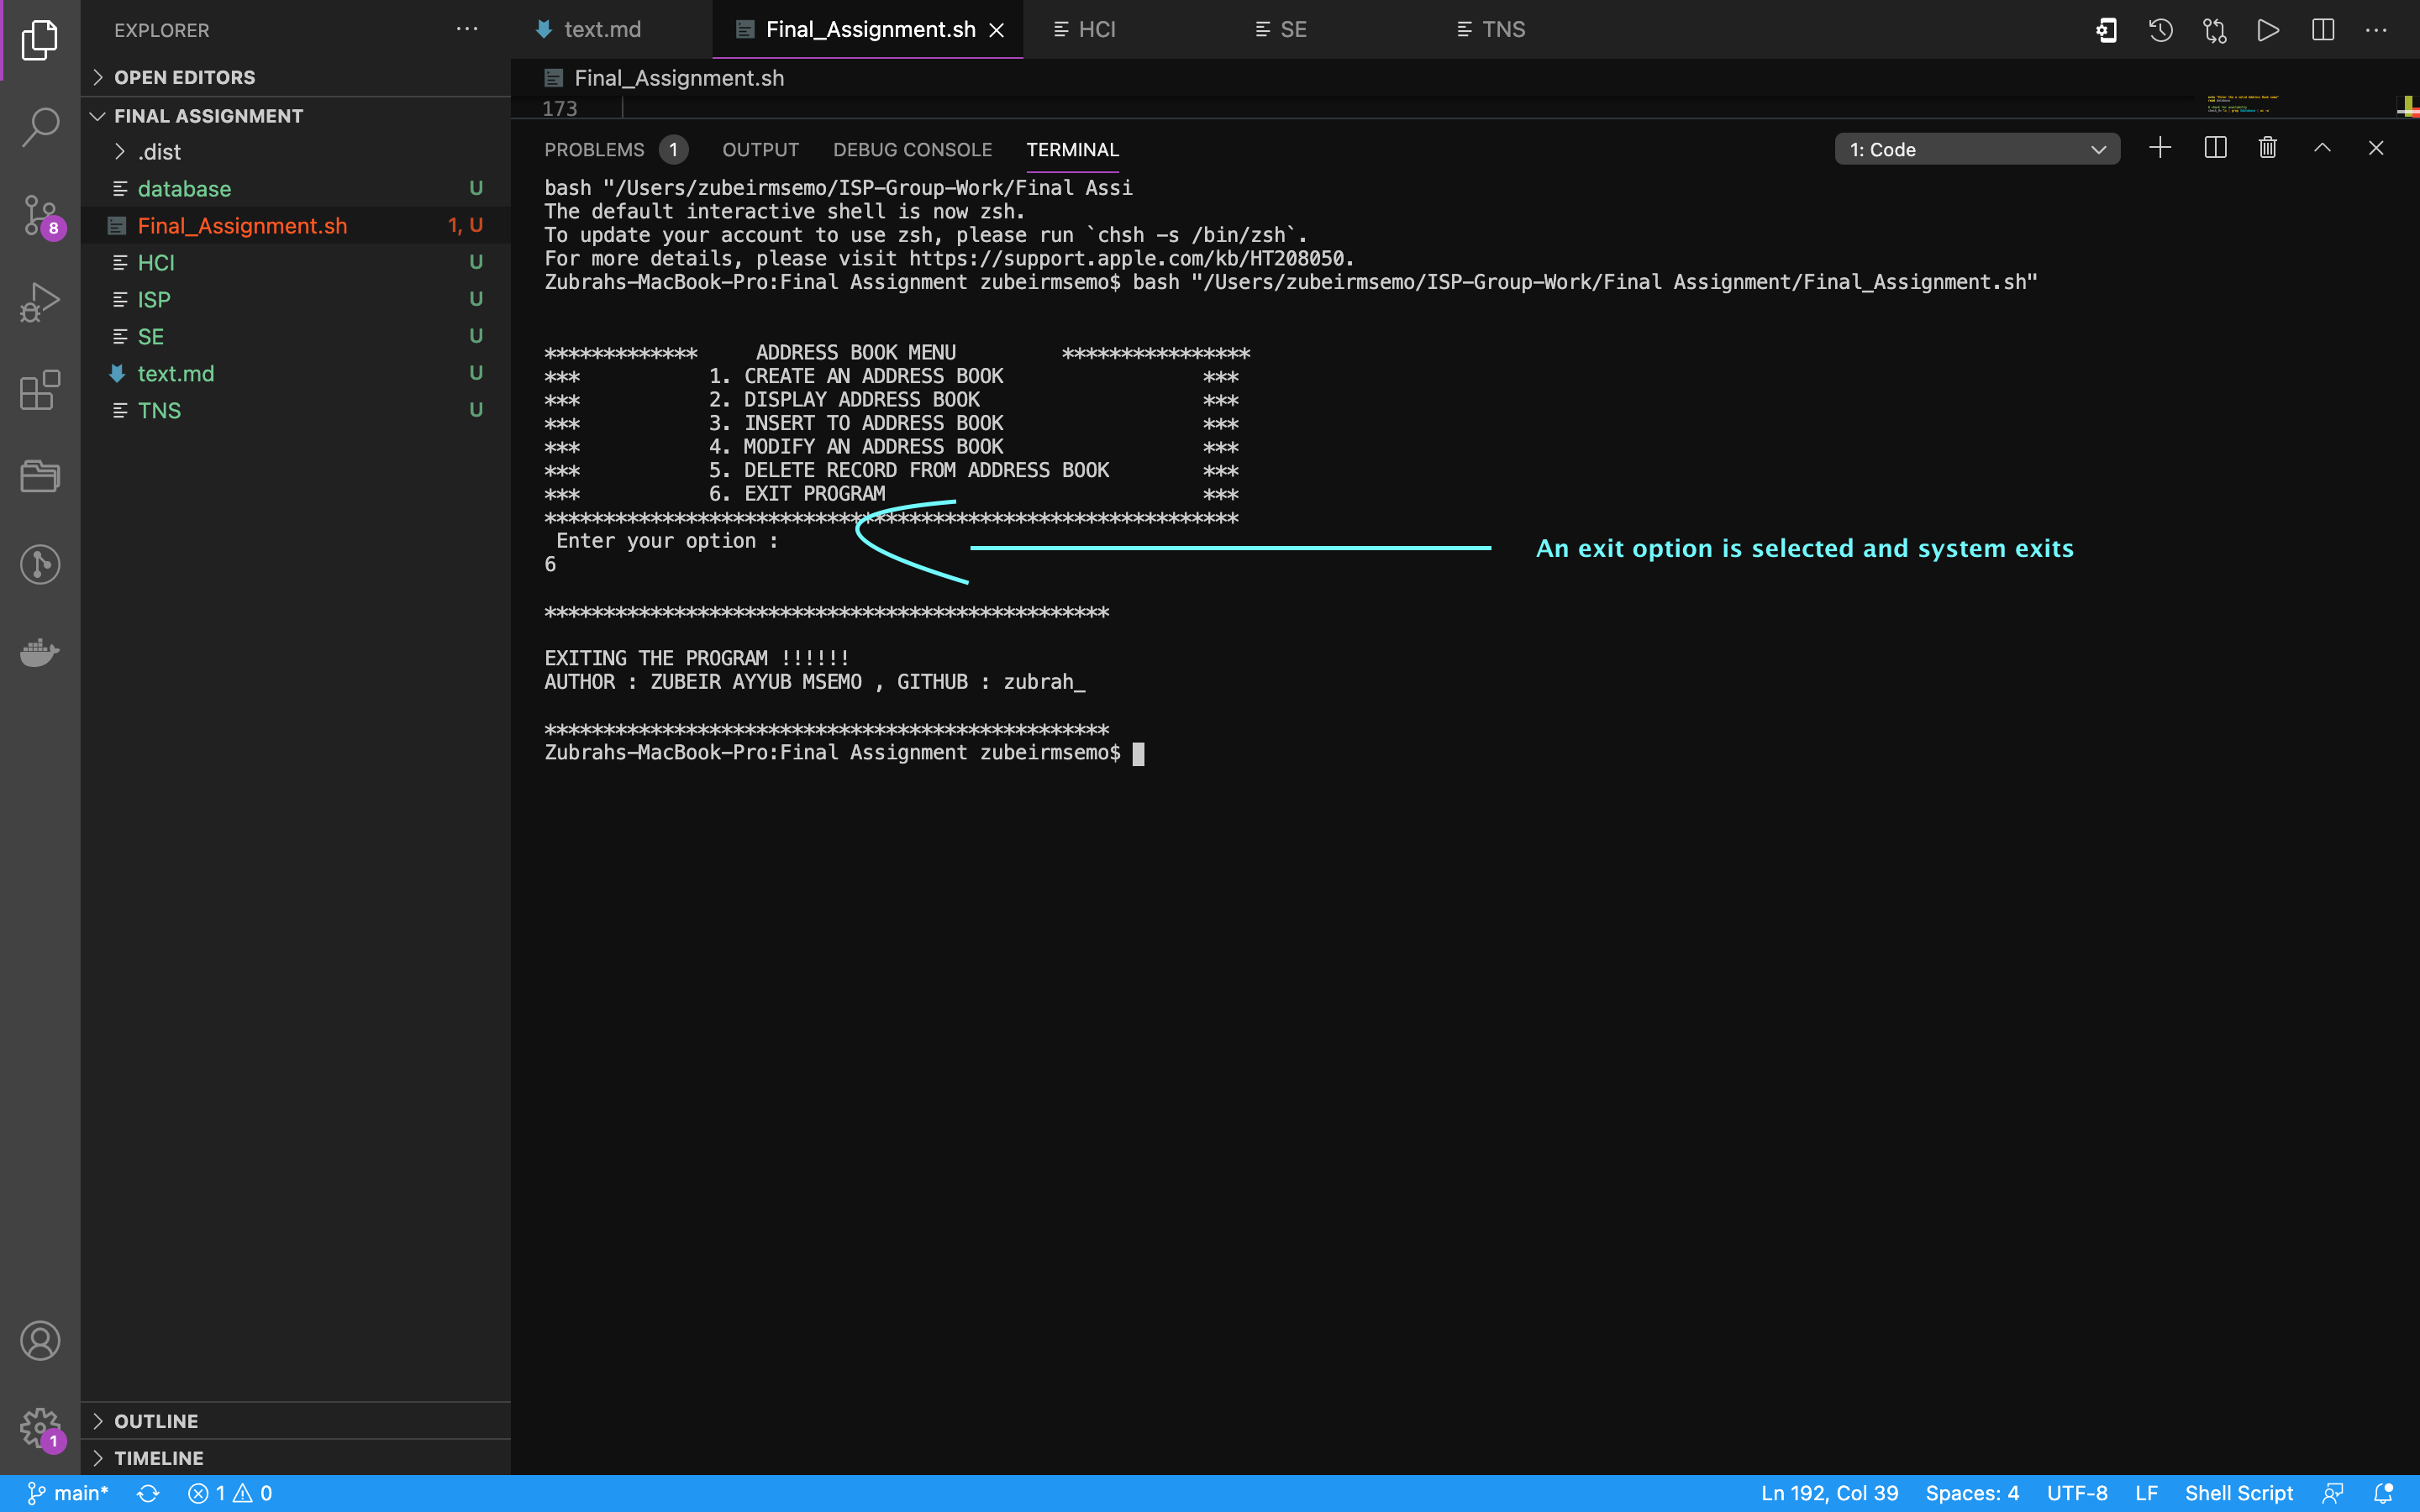 EXPLORER
text.md
Final_Assignment.sh
HCI
SE
TNS
OPEN EDITORS
FINAL ASSIGNMENT
.dist
database U
Final_Assignment.sh 1, U
HCI U
ISP U
SE U
text.md U
TNS U
OUTLINE
TIMELINE
8
1
Final_Assignment.sh
173
PROBLEMS 1 OUTPUT DEBUG CONSOLE TERMINAL
1: Code
bash "/Users/zubeirmsemo/ISP-Group-Work/Final Assi
The default interactive shell is now zsh.
To update your account to use zsh, please run `chsh -s /bin/zsh`.
For more details, please visit https://support.apple.com/kb/HT208050.
Zubrahs-MacBook-Pro:Final Assignment zubeirmsemo$ bash "/Users/zubeirmsemo/ISP-Group-Work/Final Assignment/Final_Assignment.sh"
************* ADDRESS BOOK MENU ****************
*** 1. CREATE AN ADDRESS BOOK ***
*** 2. DISPLAY ADDRESS BOOK ***
*** 3. INSERT TO ADDRESS BOOK ***
*** 4. MODIFY AN ADDRESS BOOK ***
*** 5. DELETE RECORD FROM ADDRESS BOOK ***
*** 6. EXIT PROGRAM ***
***********************************************************
Enter your option :
An exit option is selected and system exits
6
************************************************
EXITING THE PROGRAM !!!!!!
AUTHOR : ZUBEIR AYYUB MSEMO , GITHUB : zubrah_
************************************************
Zubrahs-MacBook-Pro:Final Assignment zubeirmsemo$
main* 1 0
Ln 192, Col 39 Spaces: 4 UTF-8 LF Shell Script